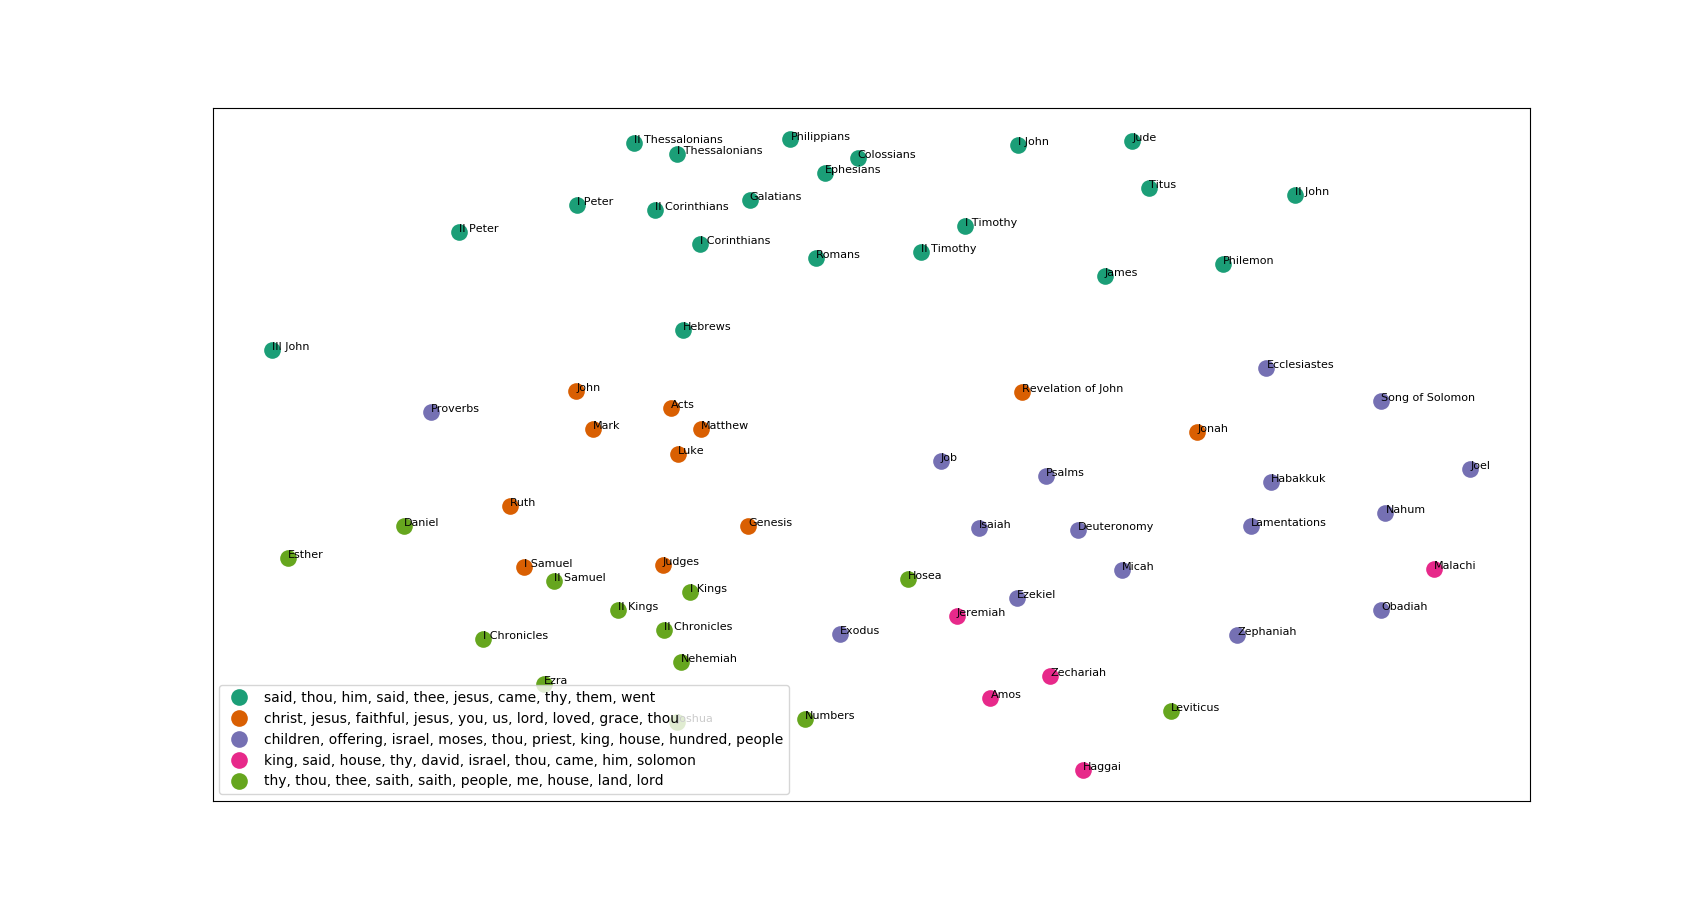 II Thessalonians
I Thessalonians
Philippians
Colossians
Ephesians
I John
Jude
Titus
II John
I Peter
II Corinthians
Galatians
II Peter
I Corinthians
Romans
I Timothy
II Timothy
James
Philemon
Hebrews
III John
Ecclesiastes
John
Revelation of John
Song of Solomon
Proverbs
Acts
Mark
Matthew
Jonah
Luke
Job
Psalms
Joel
Habakkuk
Ruth
Nahum
Daniel
Genesis
Isaiah
Deuteronomy
Lamentations
Esther
I Samuel
Judges
Micah
Malachi
II Samuel
Hosea
I Kings
Ezekiel
II Kings
Jeremiah
Obadiah
II Chronicles
Exodus
Zephaniah
I Chronicles
Nehemiah
Zechariah
Ezra
Amos
Leviticus
Numbers
Joshua
Haggai
said, thou, him, said, thee, jesus, came, thy, them, went
christ, jesus, faithful, jesus, you, us, lord, loved, grace, thou
children, offering, israel, moses, thou, priest, king, house, hundred, people
king, said, house, thy, david, israel, thou, came, him, solomon
thy, thou, thee, saith, saith, people, me, house, land, lord